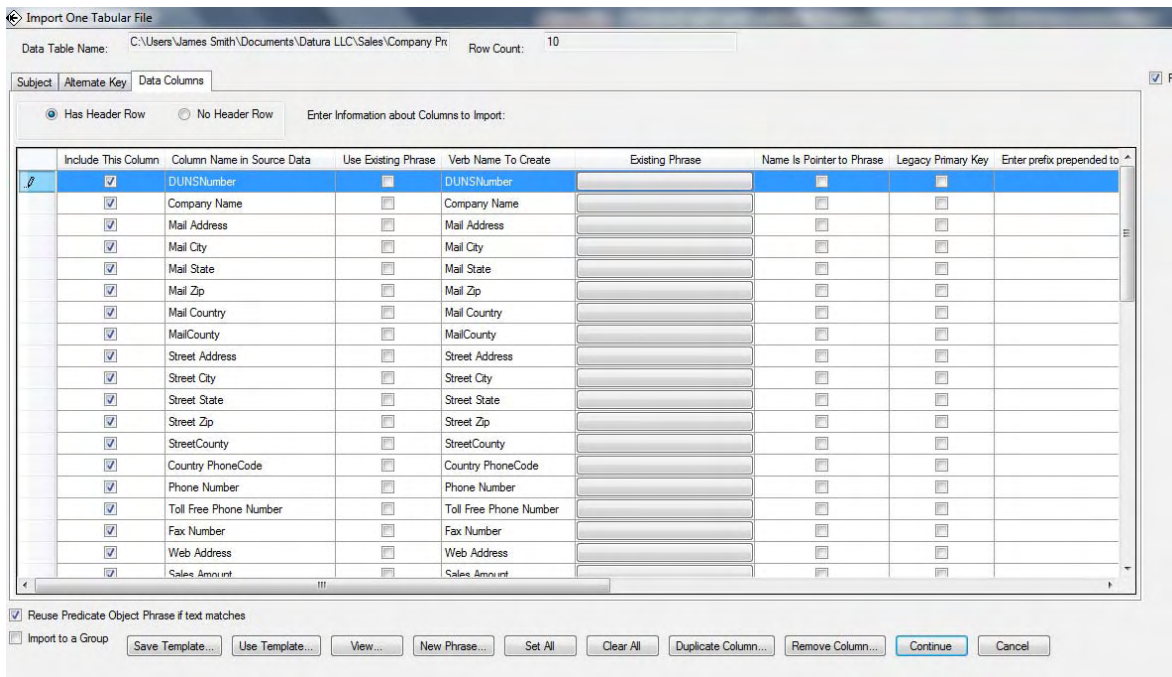 Import One Tabular File
Data Table Name: C:\Users\James Smith\Documents\Datura LLC\Sales\Company Pr Row Count: 10
Subject Alternate Key Data Columns
Has Header Row No Header Row Enter Information about Columns to Import:
Include This Column Column Name in Source Data Use Existing Phrase Verb Name To Create Existing Phrase Name Is Pointer to Phrase Legacy Primary Key Enter prefix prepended to
DUNSNumber DUNSNumber
Company Name Company Name
Mail Address Mail Address
Mail City Mail City
Mail State Mail State
Mail Zip Mail Zip
Mail Country Mail Country
MailCounty MailCounty
Street Address Street Address
Street City Street City
Street State Street State
Street Zip Street Zip
StreetCounty StreetCounty
Country PhoneCode Country PhoneCode
Phone Number Phone Number
Toll Free Phone Number Toll Free Phone Number
Fax Number Fax Number
Web Address Web Address
Sales Amount Sales Amount
Reuse Predicate Object Phrase if text matches
Import to a Group Save Template... Use Template... View... New Phrase... Set All Clear All Duplicate Column... Remove Column... Continue Cancel